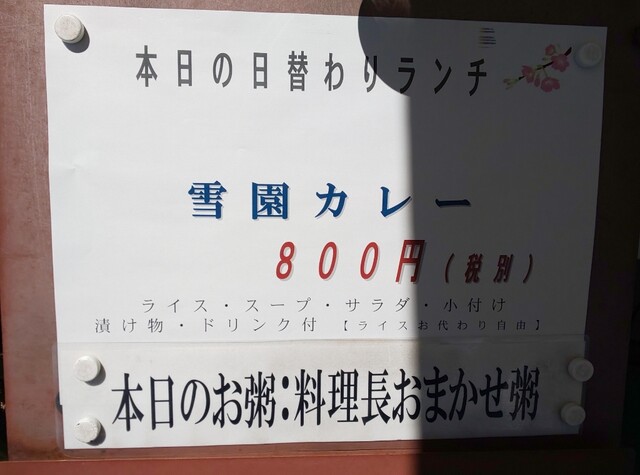 本日の日替わりランチ
雪園カレー
８００円（税別）
ライス・スープ・サラダ・小付け
漬け物・ドリンク付 【ライスお代わり自由】
本日のお粥:料理長おまかせ粥